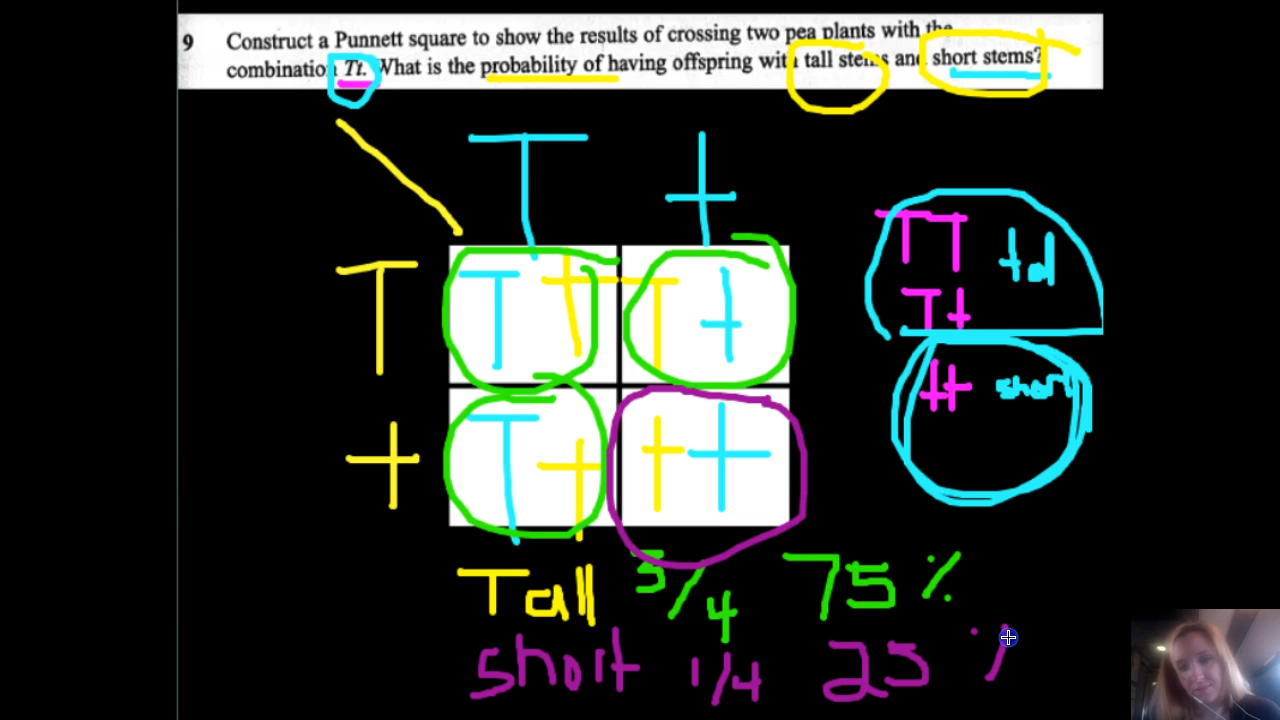 9 Construct a Punnett square to show the results of crossing two pea plants with the
combination Tt. What is the probability of having offspring with tall stems and short stems?
T t
T TT Tt
t Tt tt
TT tall
Tt
tt short
Tall 3/4 75%
short 1/4 25 %